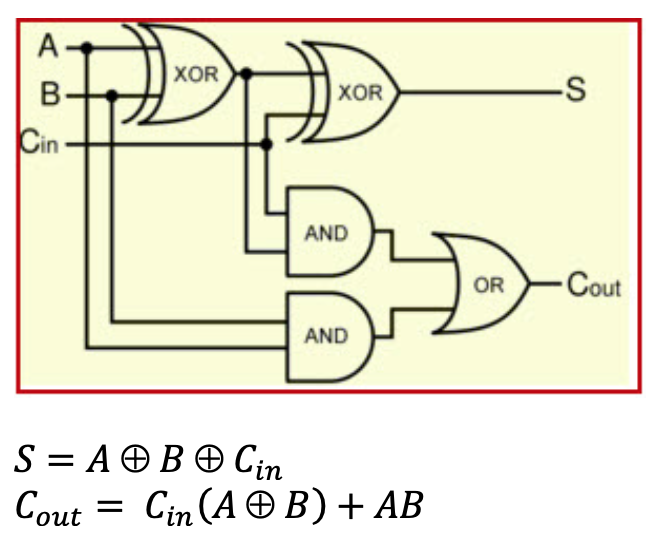 A
XOR
XOR
S
B
Cin
AND
OR
Cout
AND
S = A ⊕ B ⊕ C_in
C_out = C_in(A ⊕ B) + AB